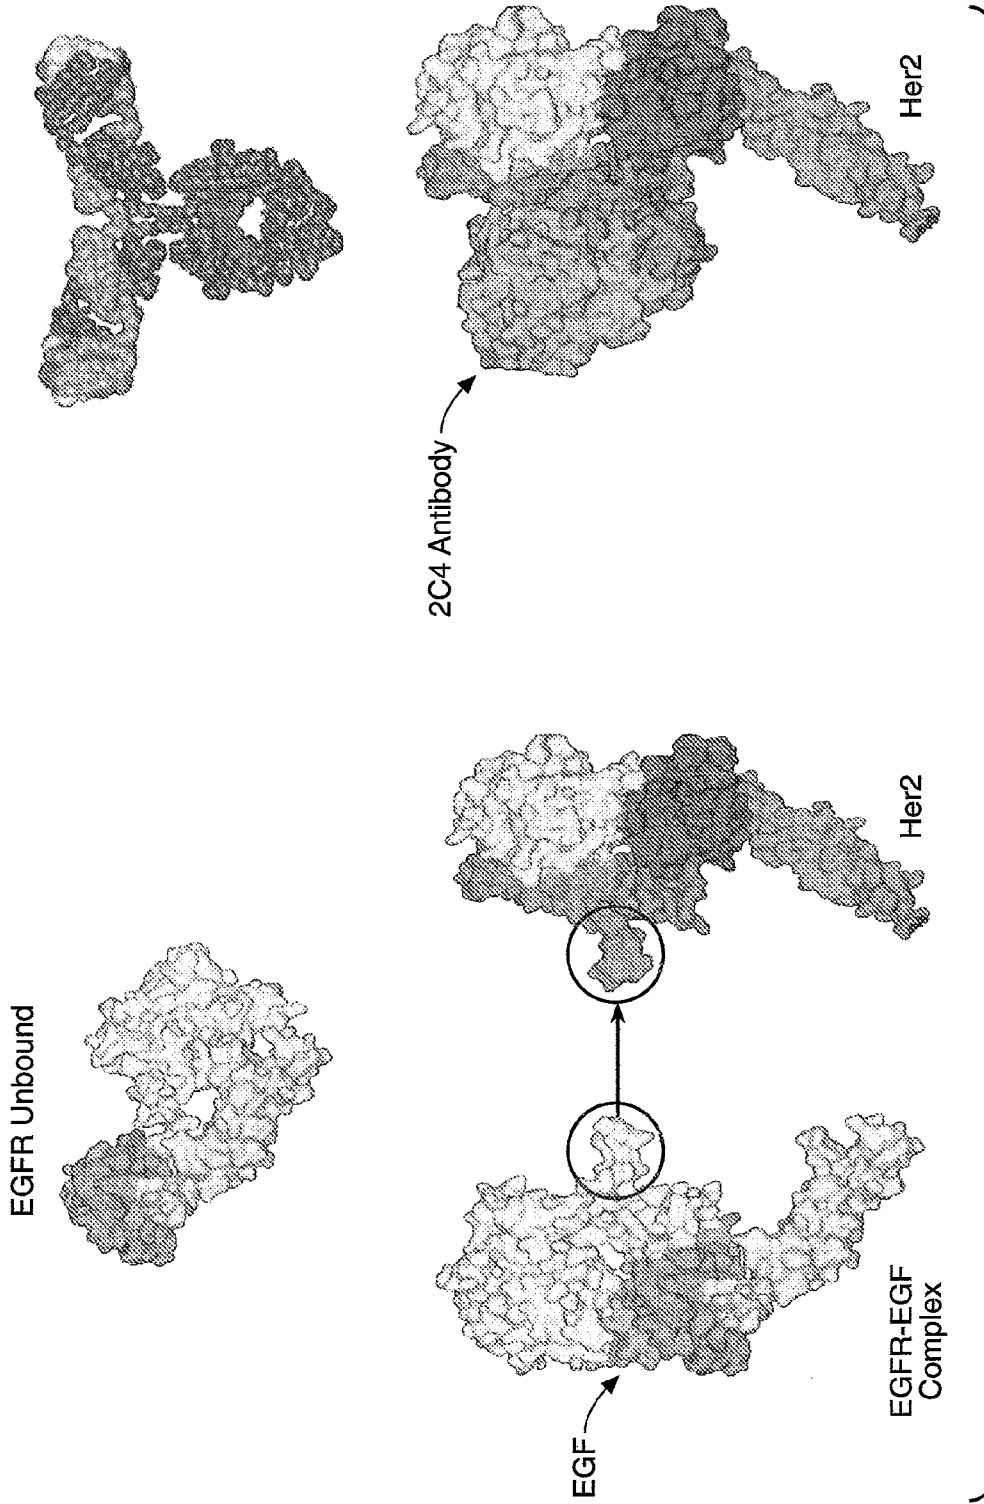 EGFR Unbound
EGF
EGFR-EGF
Complex
Her2
2C4 Antibody
Her2